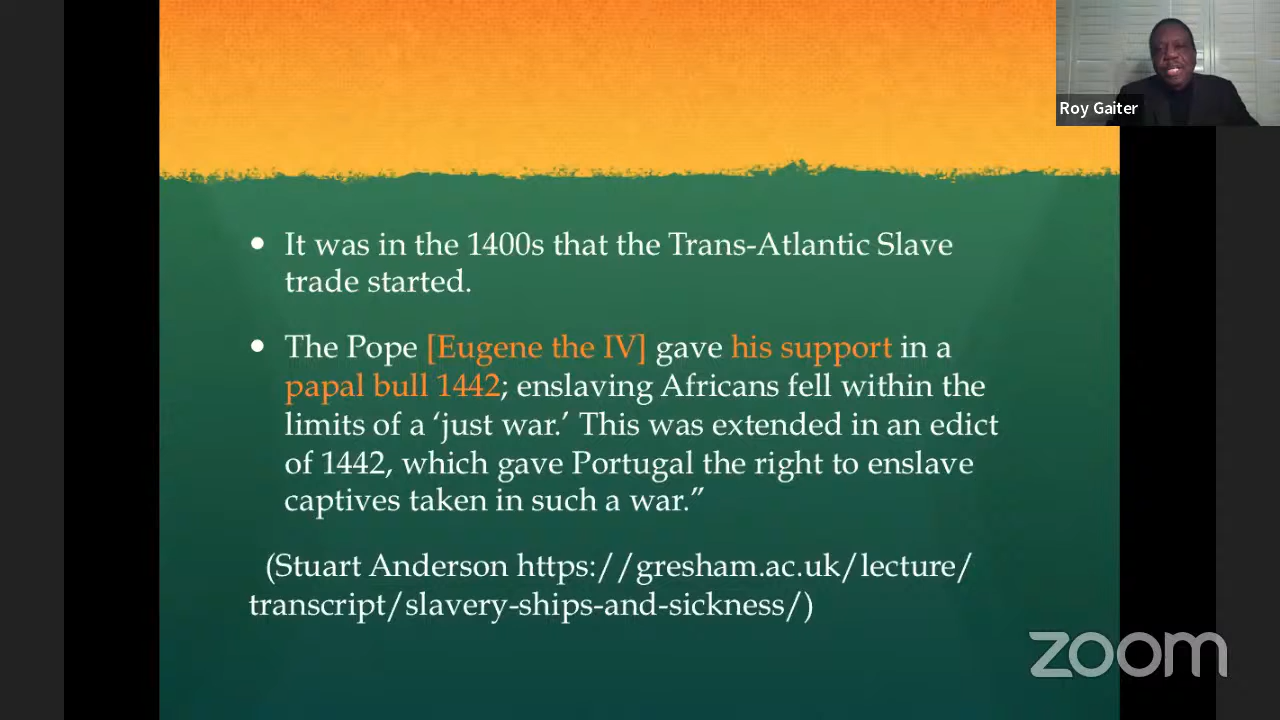 Roy Gaiter
• It was in the 1400s that the Trans-Atlantic Slave
trade started.
• The Pope [Eugene the IV] gave his support in a
papal bull 1442; enslaving Africans fell within the
limits of a ‘just war.’ This was extended in an edict
of 1442, which gave Portugal the right to enslave
captives taken in such a war.”
(Stuart Anderson https://gresham.ac.uk/lecture/
transcript/slavery-ships-and-sickness/)
zoom